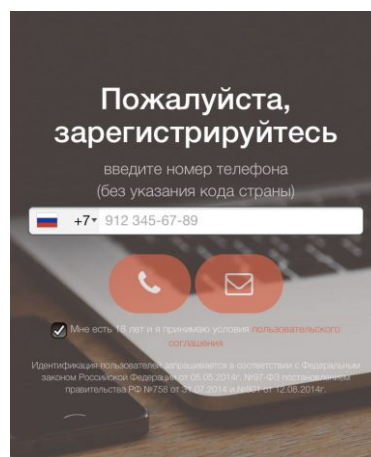 Пожалуйста,
зарегистрируйтесь
введите номер телефона
(без указания кода страны)
+7 912 345-67-89
Мне есть 16 лет и я принимаю условия пользовательского
соглашения
Идентификация пользователей запрашивается в соответствии с Федеральным
законом Российской Федерации от 05.05.2014г. №97-ФЗ постановлением
правительства РФ №758 от 31.07.2014 и №801 от 12.08.2014г.